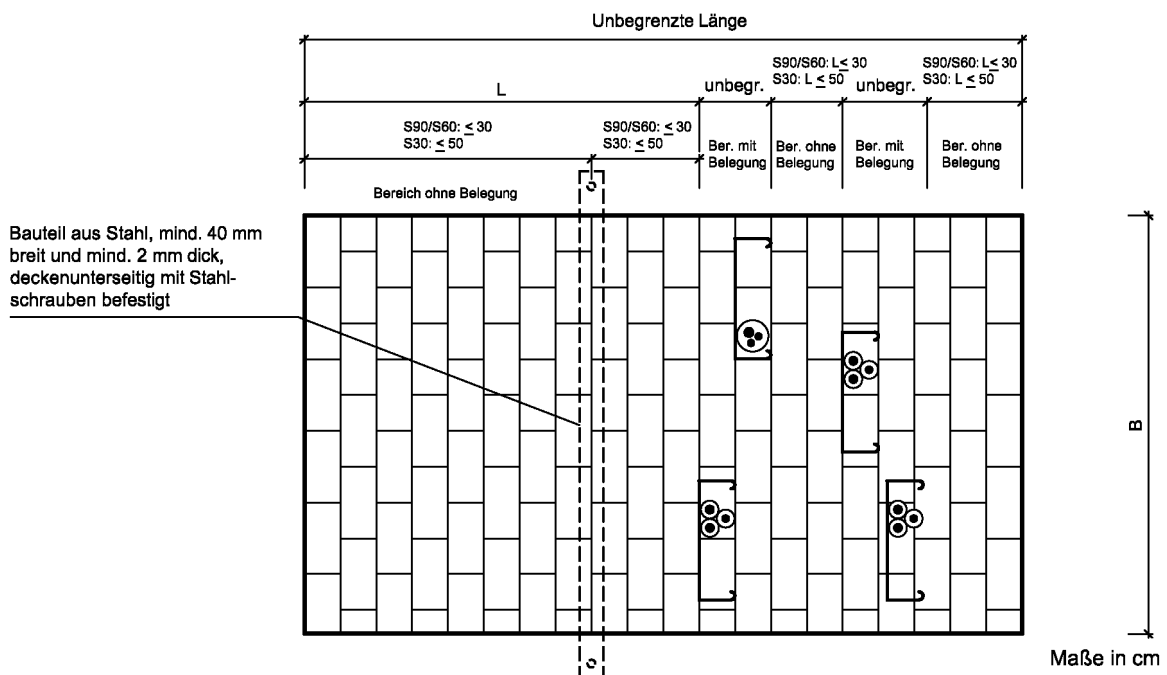 Unbegrenzte Länge
L
unbegr.
S90/S60: L≤ 30
S30: L ≤ 50
unbegr.
S90/S60: L≤ 30
S30: L ≤ 50
S90/S60: ≤ 30
S30: ≤ 50
S90/S60: ≤ 30
S30: ≤ 50
Ber. mit
Belegung
Ber. ohne
Belegung
Ber. mit
Belegung
Ber. ohne
Belegung
Bereich ohne Belegung
Bauteil aus Stahl, mind. 40 mm
breit und mind. 2 mm dick,
deckenunterseitig mit Stahl-
schrauben befestigt
B
Maße in cm